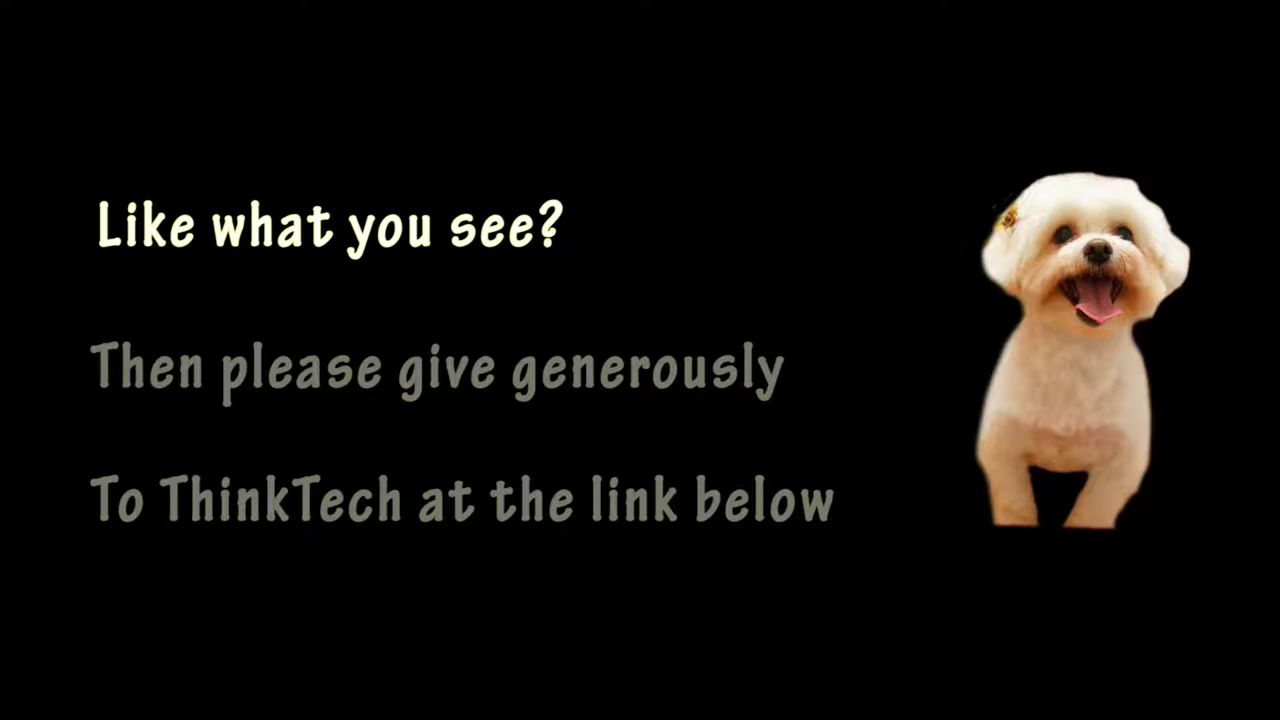 Like what you see?
Then please give generously
To ThinkTech at the link below